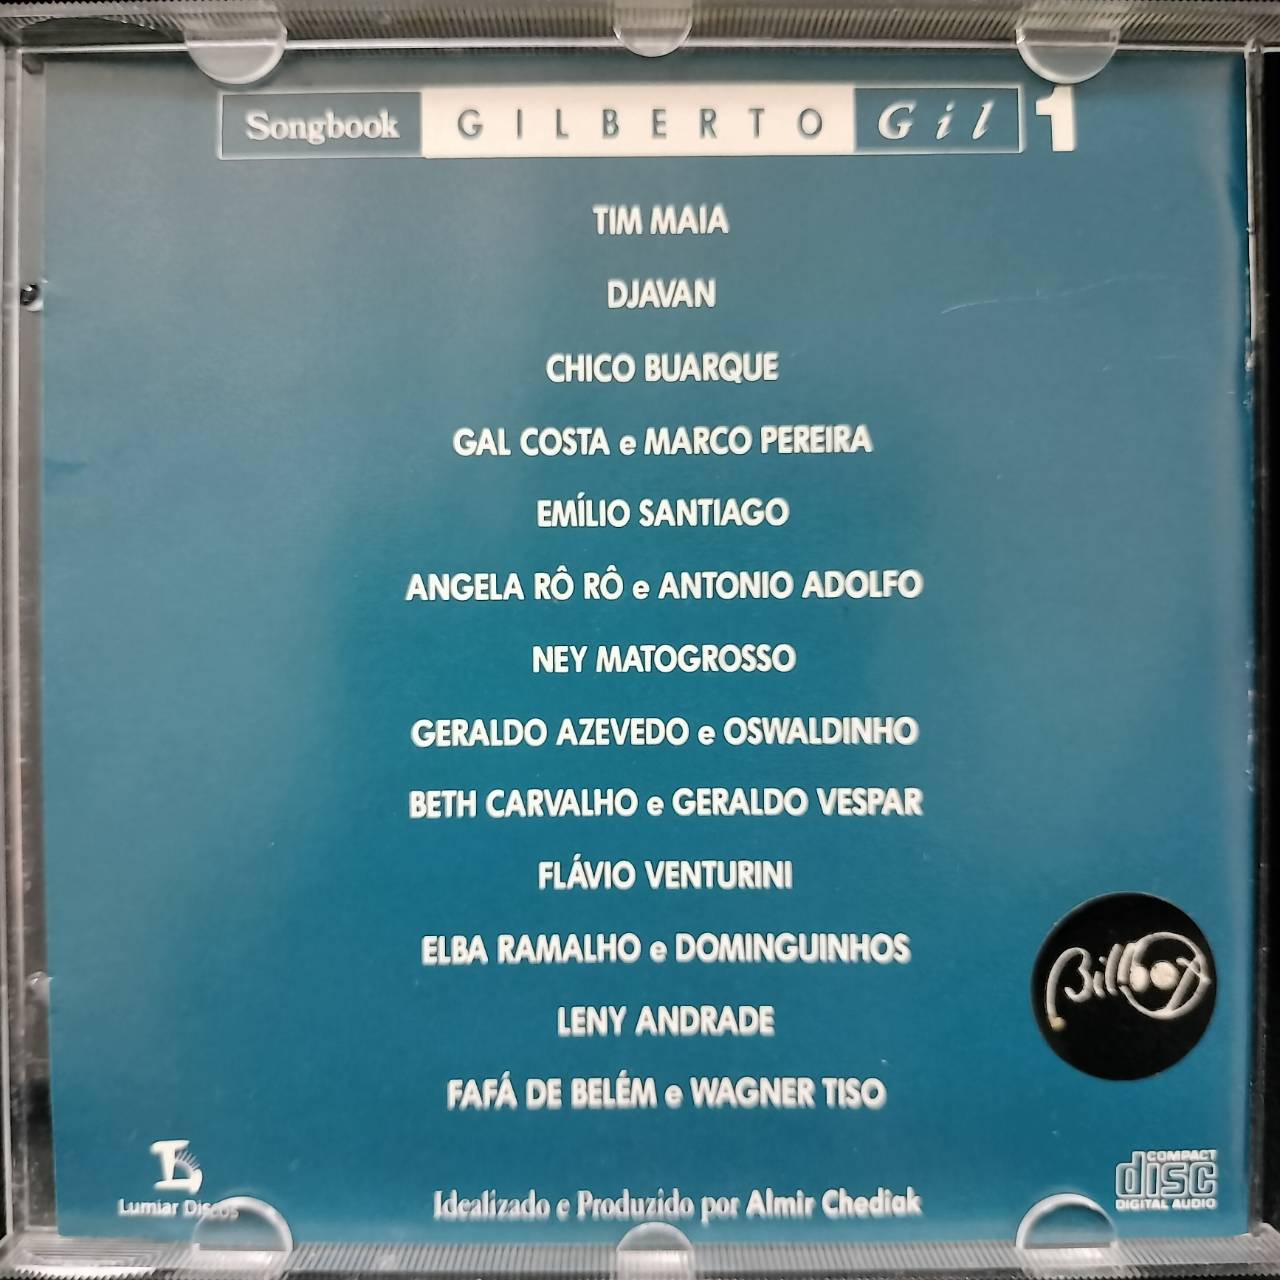 Songbook GILBERTO Gil 1
TIM MAIA
DJAVAN
CHICO BUARQUE
GAL COSTA e MARCO PEREIRA
EMÍLIO SANTIAGO
ANGELA RÔ RÔ e ANTONIO ADOLFO
NEY MATOGROSSO
GERALDO AZEVEDO e OSWALDINHO
BETH CARVALHO e GERALDO VESPAR
FLÁVIO VENTURINI
ELBA RAMALHO e DOMINGUINHOS
LENY ANDRADE
FAFÁ DE BELÉM e WAGNER TISO
Billbox
Lumiar Discos
Idealizado e Produzido por Almir Chediak
COMPACT
disc
DIGITAL AUDIO